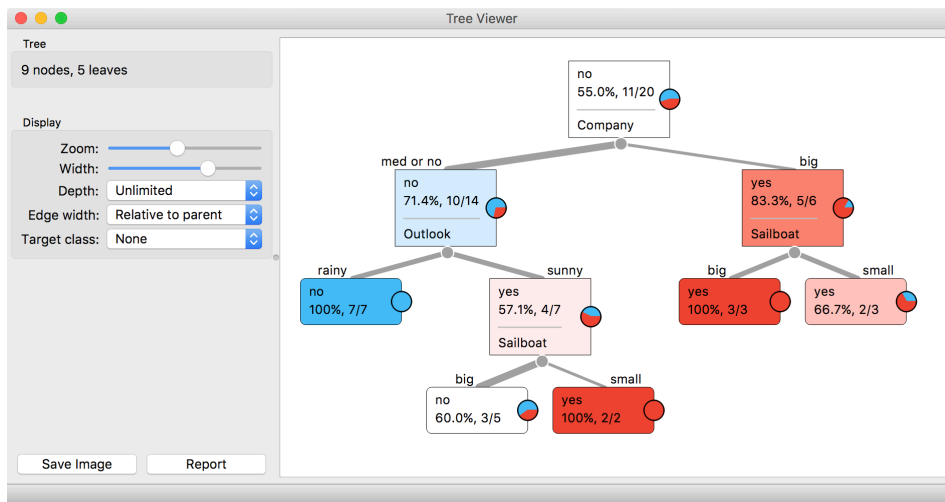 Tree Viewer
Tree
9 nodes, 5 leaves
Display
Zoom:
Width:
Depth: Unlimited
Edge width: Relative to parent
Target class: None
Save Image
Report
no
55.0%, 11/20
Company
med or no
big
no
71.4%, 10/14
Outlook
yes
83.3%, 5/6
Sailboat
rainy
sunny
big
small
no
100%, 7/7
yes
57.1%, 4/7
Sailboat
yes
100%, 3/3
yes
66.7%, 2/3
big
small
no
60.0%, 3/5
yes
100%, 2/2